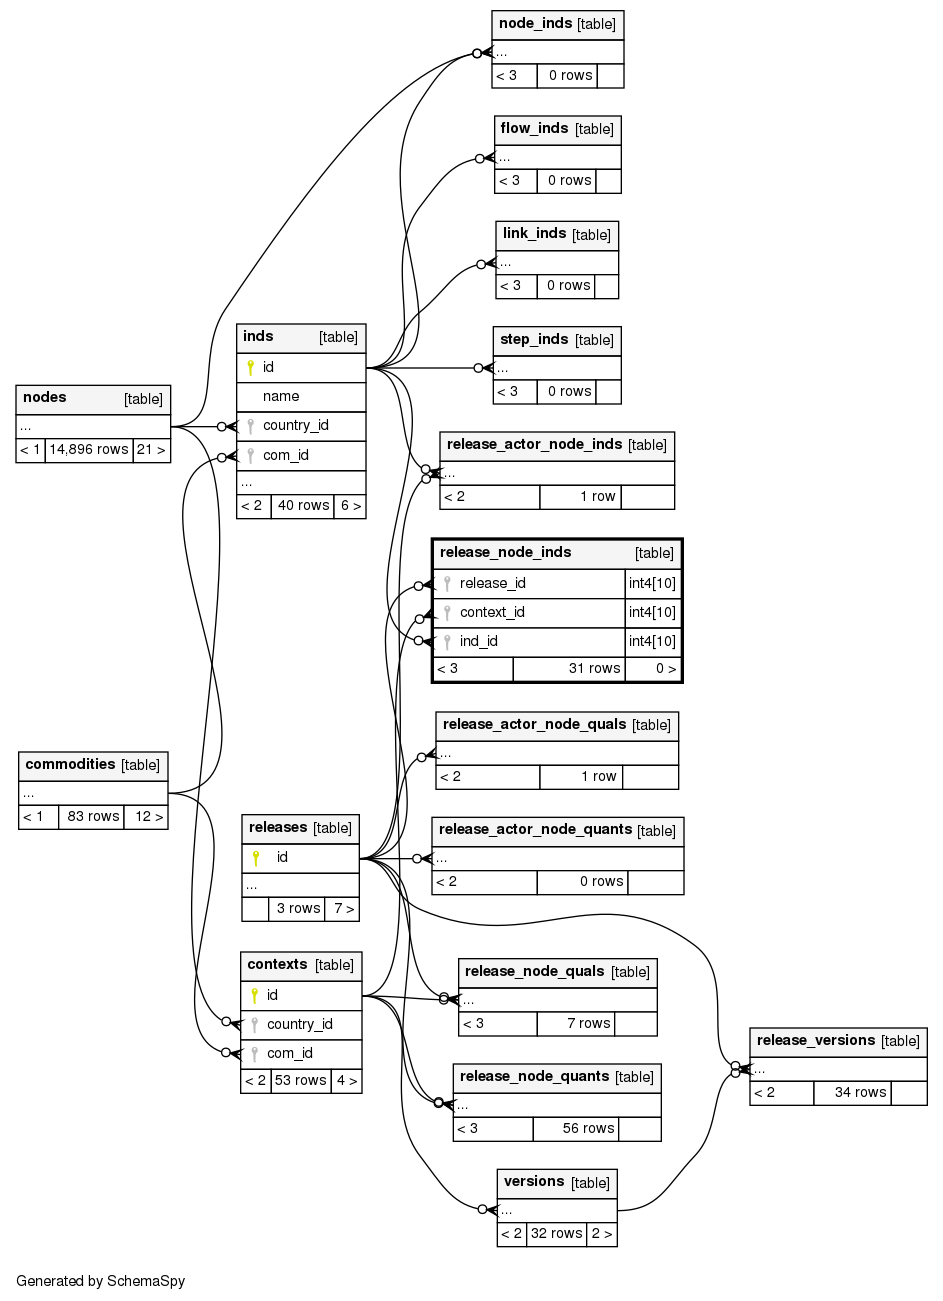 node_inds [table]
...
< 3 0 rows
flow_inds [table]
...
< 3 0 rows
link_inds [table]
...
< 3 0 rows
inds [table]
id
name
country_id
com_id
...
< 2 40 rows 6 >
step_inds [table]
...
< 3 0 rows
nodes [table]
...
< 1 14,896 rows 21 >
release_actor_node_inds [table]
...
< 2 1 row
release_node_inds [table]
release_id int4[10]
context_id int4[10]
ind_id int4[10]
< 3 31 rows 0 >
release_actor_node_quals [table]
...
< 2 1 row
commodities [table]
...
< 1 83 rows 12 >
releases [table]
id
...
3 rows 7 >
release_actor_node_quants [table]
...
< 2 0 rows
contexts [table]
id
country_id
com_id
< 2 53 rows 4 >
release_node_quals [table]
...
< 3 7 rows
release_versions [table]
...
< 2 34 rows
release_node_quants [table]
...
< 3 56 rows
versions [table]
...
< 2 32 rows 2 >
Generated by SchemaSpy